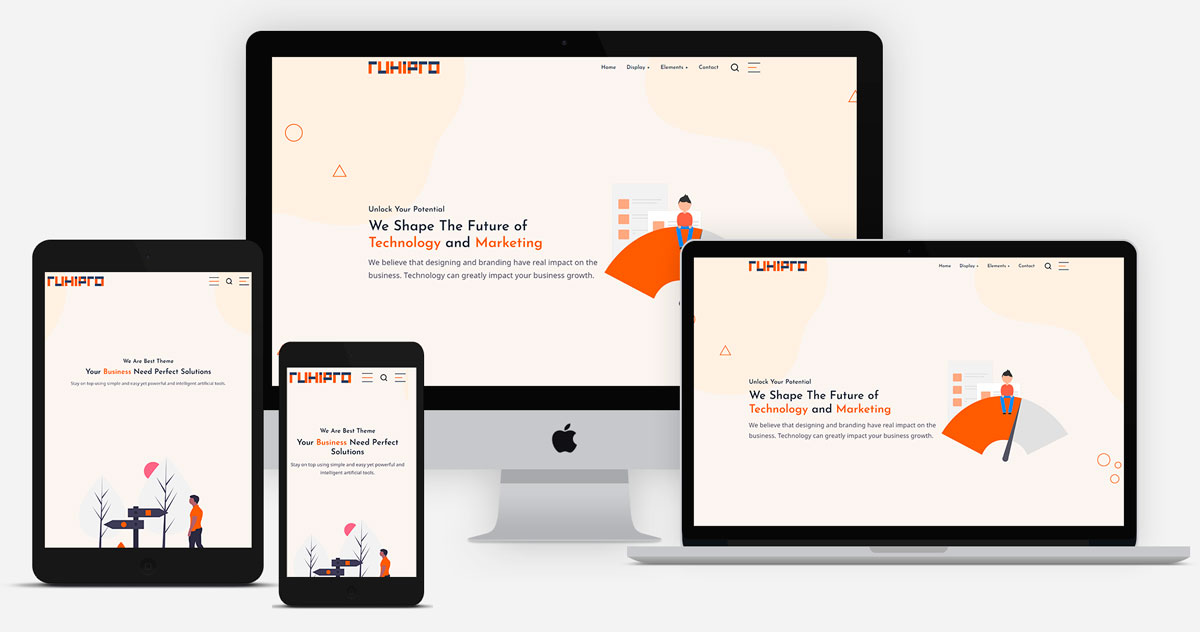 RUHIPRO
Home Display + Elements + Contact
Unlock Your Potential
We Shape The Future of
Technology and Marketing
We believe that designing and branding have real impact on the
business. Technology can greatly impact your business growth.
RUHIPRO
We Are Best Theme
Your Business Need Perfect Solutions
Stay on top using simple and easy yet powerful and intelligent artificial tools.
RUHIPRO
We Are Best Theme
Your Business Need Perfect
Solutions
Stay on top using simple and easy yet powerful and
intelligent artificial tools.
RUHIPRO
Home Display + Elements + Contact
Unlock Your Potential
We Shape The Future of
Technology and Marketing
We believe that designing and branding have real impact on the
business. Technology can greatly impact your business growth.